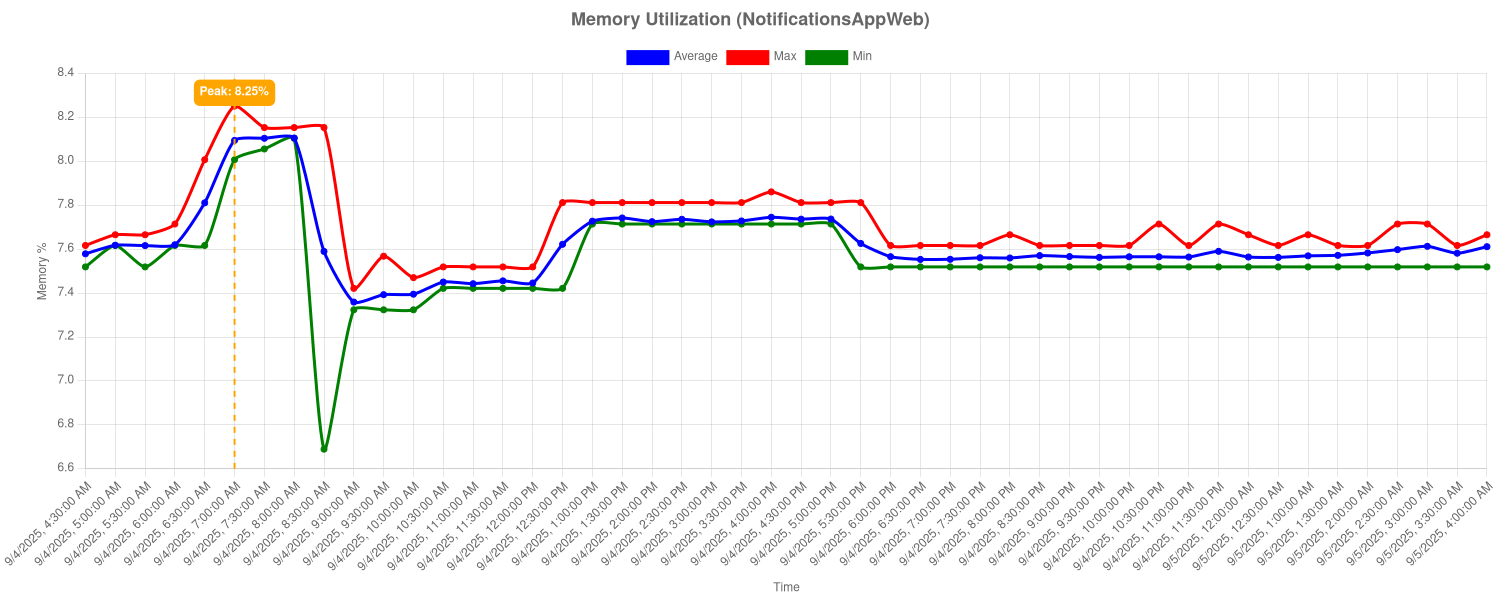 Memory Utilization (NotificationsAppWeb)
Average Max Min
Peak: 8.25%
8.4
8.2
8.0
7.8
7.6
7.4
7.2
7.0
6.8
6.6
Memory %
9/4/2025, 4:30:00 AM
9/4/2025, 5:00:00 AM
9/4/2025, 5:30:00 AM
9/4/2025, 6:00:00 AM
9/4/2025, 6:30:00 AM
9/4/2025, 7:00:00 AM
9/4/2025, 7:30:00 AM
9/4/2025, 8:00:00 AM
9/4/2025, 8:30:00 AM
9/4/2025, 9:00:00 AM
9/4/2025, 9:30:00 AM
9/4/2025, 10:00:00 AM
9/4/2025, 10:30:00 AM
9/4/2025, 11:00:00 AM
9/4/2025, 11:30:00 AM
9/4/2025, 12:00:00 PM
9/4/2025, 12:30:00 PM
9/4/2025, 1:00:00 PM
9/4/2025, 1:30:00 PM
9/4/2025, 2:00:00 PM
9/4/2025, 2:30:00 PM
9/4/2025, 3:00:00 PM
9/4/2025, 3:30:00 PM
9/4/2025, 4:00:00 PM
9/4/2025, 4:30:00 PM
9/4/2025, 5:00:00 PM
9/4/2025, 5:30:00 PM
9/4/2025, 6:00:00 PM
9/4/2025, 6:30:00 PM
9/4/2025, 7:00:00 PM
9/4/2025, 7:30:00 PM
9/4/2025, 8:00:00 PM
9/4/2025, 8:30:00 PM
9/4/2025, 9:00:00 PM
9/4/2025, 9:30:00 PM
9/4/2025, 10:00:00 PM
9/4/2025, 10:30:00 PM
9/4/2025, 11:00:00 PM
9/4/2025, 11:30:00 PM
9/5/2025, 12:00:00 AM
9/5/2025, 12:30:00 AM
9/5/2025, 1:00:00 AM
9/5/2025, 1:30:00 AM
9/5/2025, 2:00:00 AM
9/5/2025, 2:30:00 AM
9/5/2025, 3:00:00 AM
9/5/2025, 3:30:00 AM
9/5/2025, 4:00:00 AM
Time